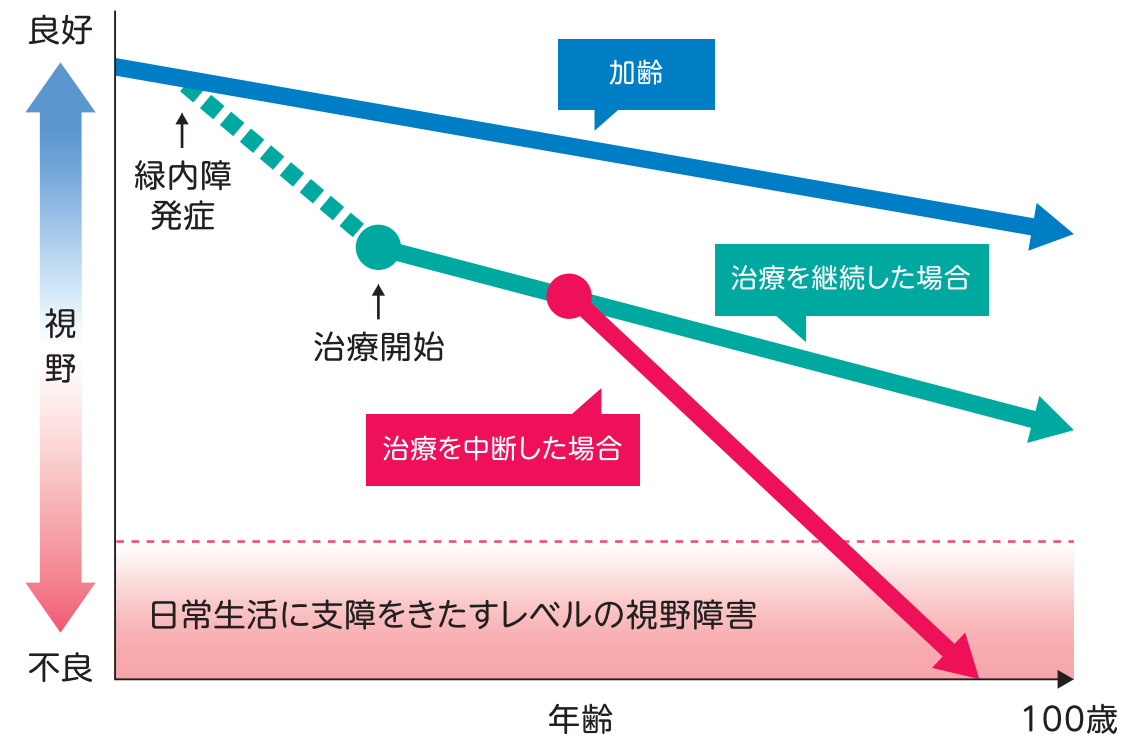 良好
加齢
緑内障
発症
治療を継続した場合
視
野
治療開始
治療を中断した場合
日常生活に支障をきたすレベルの視野障害
不良
年齢
100歳